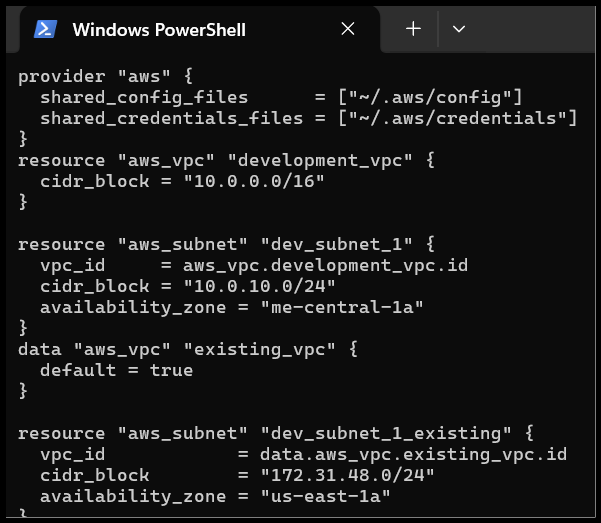 Windows PowerShell
provider "aws" {
  shared_config_files      = ["~/.aws/config"]
  shared_credentials_files = ["~/.aws/credentials"]
}
resource "aws_vpc" "development_vpc" {
  cidr_block = "10.0.0.0/16"
}

resource "aws_subnet" "dev_subnet_1" {
  vpc_id     = aws_vpc.development_vpc.id
  cidr_block = "10.0.10.0/24"
  availability_zone = "me-central-1a"
}
data "aws_vpc" "existing_vpc" {
  default = true
}

resource "aws_subnet" "dev_subnet_1_existing" {
  vpc_id            = data.aws_vpc.existing_vpc.id
  cidr_block        = "172.31.48.0/24"
  availability_zone = "us-east-1a"
}